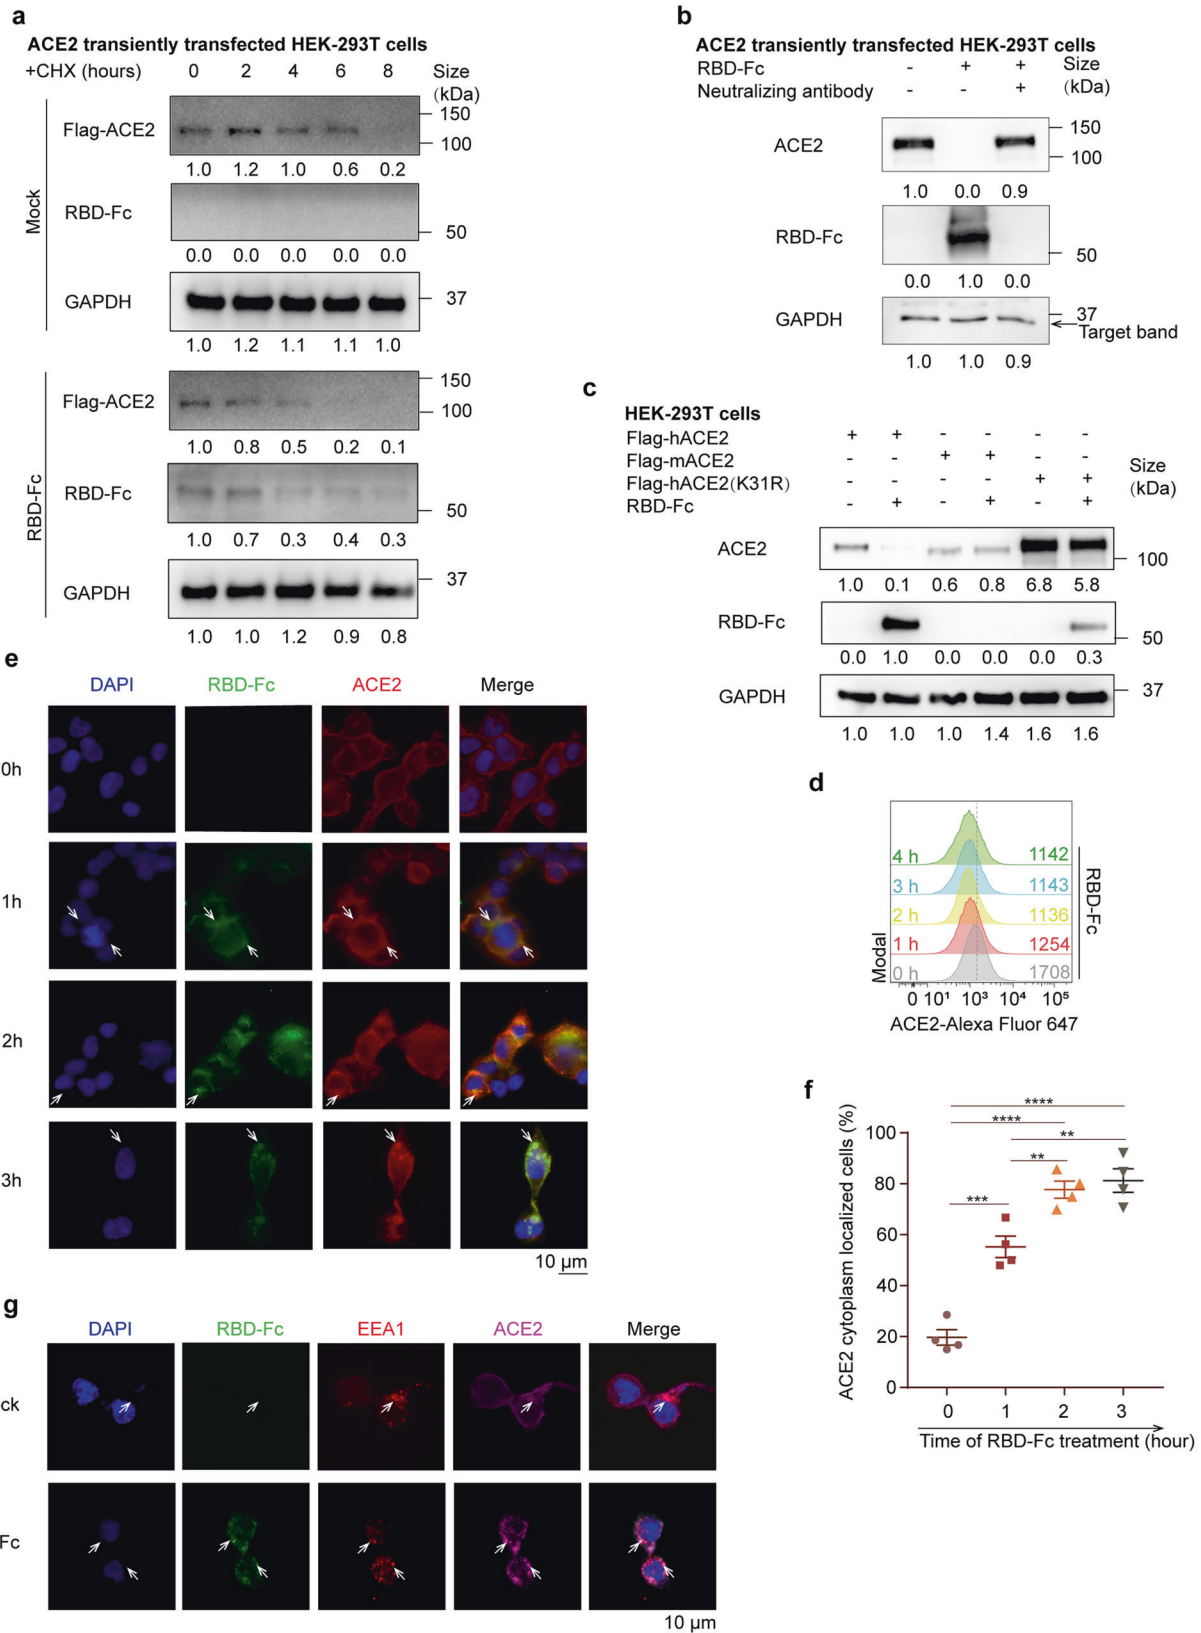 a
ACE2 transiently transfected HEK-293T cells
+CHX (hours) 0 2 4 6 8 Size (kDa)
Mock
Flag-ACE2 150 100
1.0 1.2 1.0 0.6 0.2
RBD-Fc 50
0.0 0.0 0.0 0.0 0.0
GAPDH 37
1.0 1.2 1.1 1.1 1.0
RBD-Fc
Flag-ACE2 150 100
1.0 0.8 0.5 0.2 0.1
RBD-Fc 50
1.0 0.7 0.3 0.4 0.3
GAPDH 37
1.0 1.0 1.2 0.9 0.8
b
ACE2 transiently transfected HEK-293T cells
RBD-Fc - + + Size
Neutralizing antibody - - + (kDa)
ACE2 150 100
1.0 0.0 0.9
RBD-Fc 50
0.0 1.0 0.0
GAPDH 37
Target band
1.0 1.0 0.9
c
HEK-293T cells
Flag-hACE2 + + - - - -
Flag-mACE2 - - + + - -
Flag-hACE2(K31R) - - - - + +
RBD-Fc - + - + - +
Size (kDa)
ACE2 100
1.0 0.1 0.6 0.8 6.8 5.8
RBD-Fc 50
0.0 1.0 0.0 0.0 0.0 0.3
GAPDH 37
1.0 1.0 1.0 1.4 1.6 1.6
d
4 h 1142
3 h 1143
2 h 1136
1 h 1254
0 h 1708
Modal
RBD-Fc
0 10¹ 10³ 10⁴ 10⁵
ACE2-Alexa Fluor 647
e
DAPI RBD-Fc ACE2 Merge
0h
1h
2h
3h
10 µm
f
ACE2 cytoplasm localized cells (%)
****
****
**
**
***
100
80
60
40
20
0
0 1 2 3
Time of RBD-Fc treatment (hour)
g
DAPI RBD-Fc EEA1 ACE2 Merge
ck
Fc
10 µm